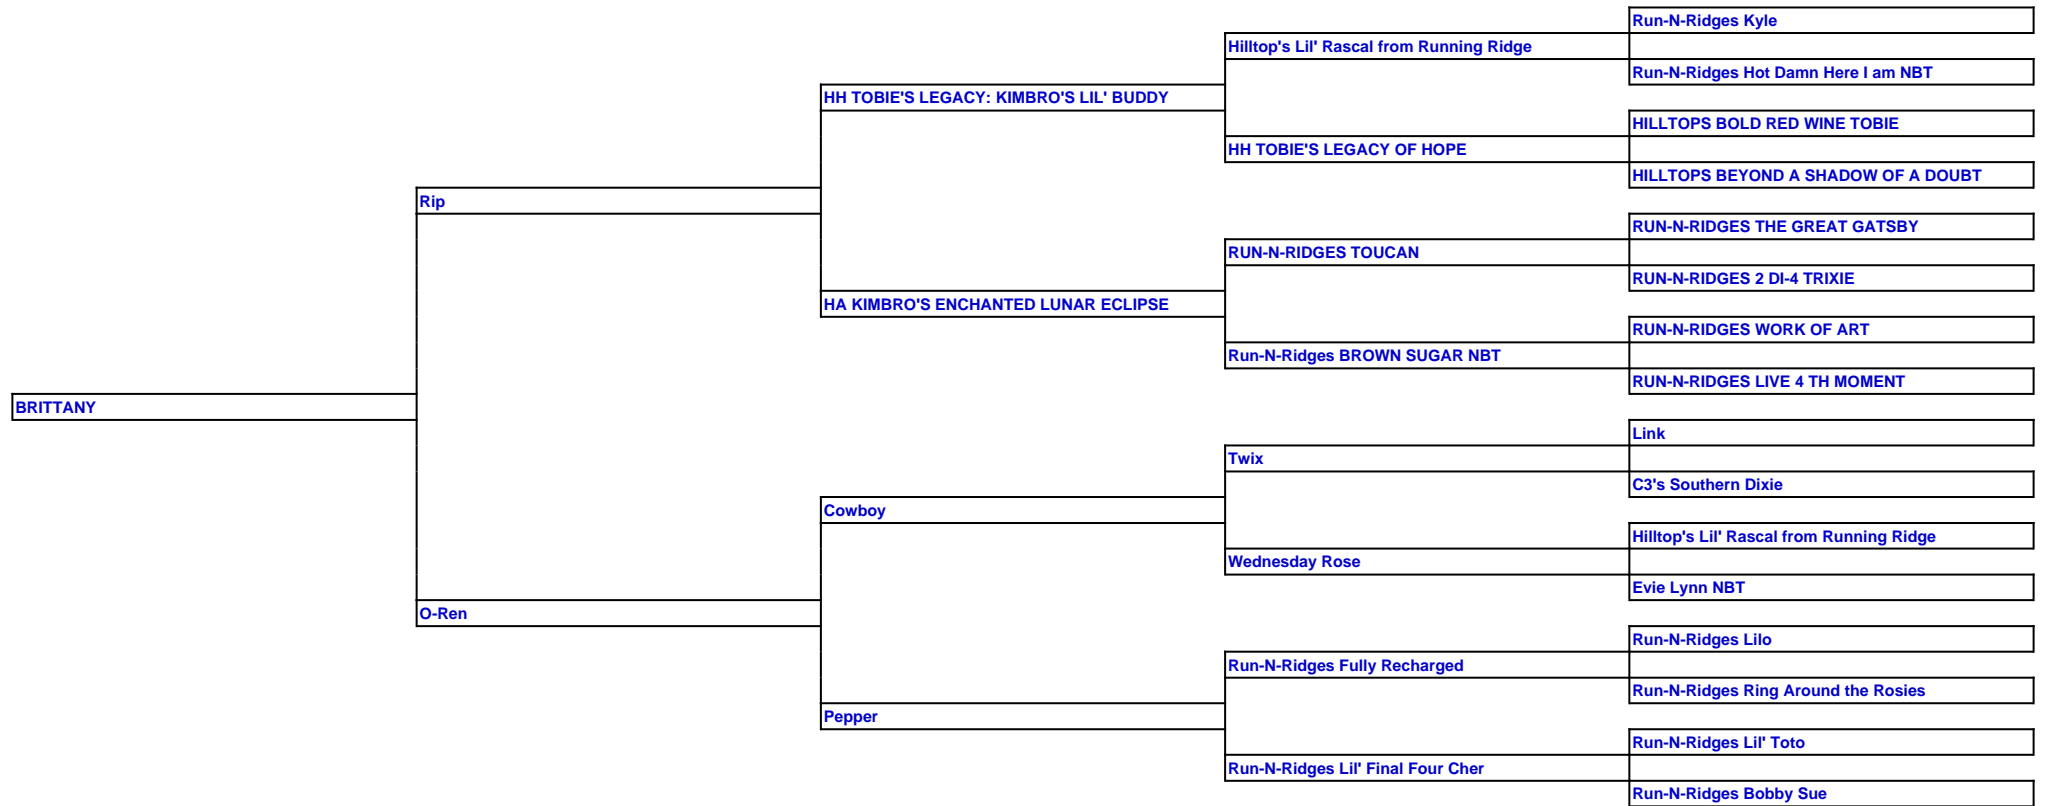 Run-N-Ridges Kyle
Hilltop's Lil' Rascal from Running Ridge
Run-N-Ridges Hot Damn Here I am NBT
HH TOBIE'S LEGACY: KIMBRO'S LIL' BUDDY
HILLTOPS BOLD RED WINE TOBIE
HH TOBIE'S LEGACY OF HOPE
HILLTOPS BEYOND A SHADOW OF A DOUBT
Rip
RUN-N-RIDGES THE GREAT GATSBY
RUN-N-RIDGES TOUCAN
RUN-N-RIDGES 2 DI-4 TRIXIE
HA KIMBRO'S ENCHANTED LUNAR ECLIPSE
RUN-N-RIDGES WORK OF ART
Run-N-Ridges BROWN SUGAR NBT
RUN-N-RIDGES LIVE 4 TH MOMENT
BRITTANY
Link
Twix
C3's Southern Dixie
Cowboy
Hilltop's Lil' Rascal from Running Ridge
Wednesday Rose
Evie Lynn NBT
O-Ren
Run-N-Ridges Lilo
Run-N-Ridges Fully Recharged
Run-N-Ridges Ring Around the Rosies
Pepper
Run-N-Ridges Lil' Toto
Run-N-Ridges Lil' Final Four Cher
Run-N-Ridges Bobby Sue